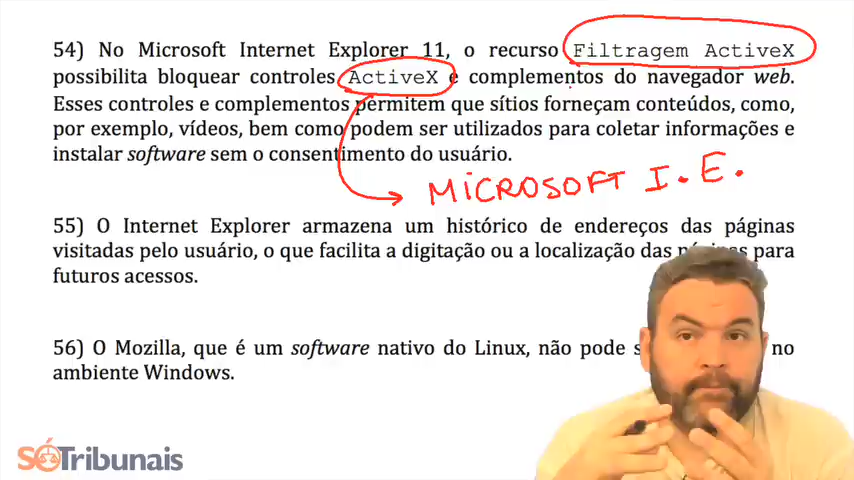 54) No Microsoft Internet Explorer 11, o recurso Filtragem ActiveX
possibilita bloquear controles ActiveX e complementos do navegador web.
Esses controles e complementos permitem que sítios forneçam conteúdos, como,
por exemplo, vídeos, bem como podem ser utilizados para coletar informações e
instalar software sem o consentimento do usuário.
MICROSOFT I.E.
55) O Internet Explorer armazena um histórico de endereços das páginas
visitadas pelo usuário, o que facilita a digitação ou a localização das páginas para
futuros acessos.
56) O Mozilla, que é um software nativo do Linux, não pode no
ambiente Windows.
SÓTribunais